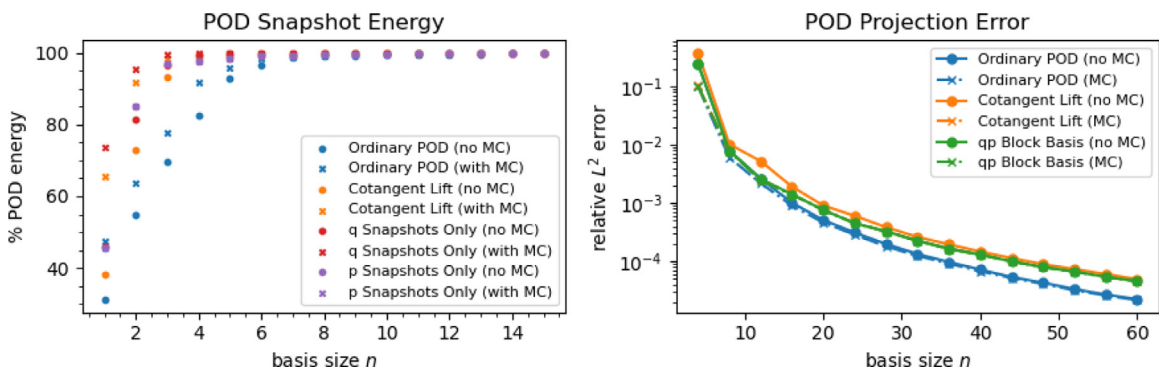 POD Snapshot Energy
100
80
60
40
% POD energy
2 4 6 8 10 12 14
basis size n
Ordinary POD (no MC)
Ordinary POD (with MC)
Cotangent Lift (no MC)
Cotangent Lift (with MC)
q Snapshots Only (no MC)
q Snapshots Only (with MC)
p Snapshots Only (no MC)
p Snapshots Only (with MC)
POD Projection Error
10⁻¹
10⁻²
10⁻³
10⁻⁴
relative L² error
10 20 30 40 50 60
basis size n
Ordinary POD (no MC)
Ordinary POD (MC)
Cotangent Lift (no MC)
Cotangent Lift (MC)
qp Block Basis (no MC)
qp Block Basis (MC)